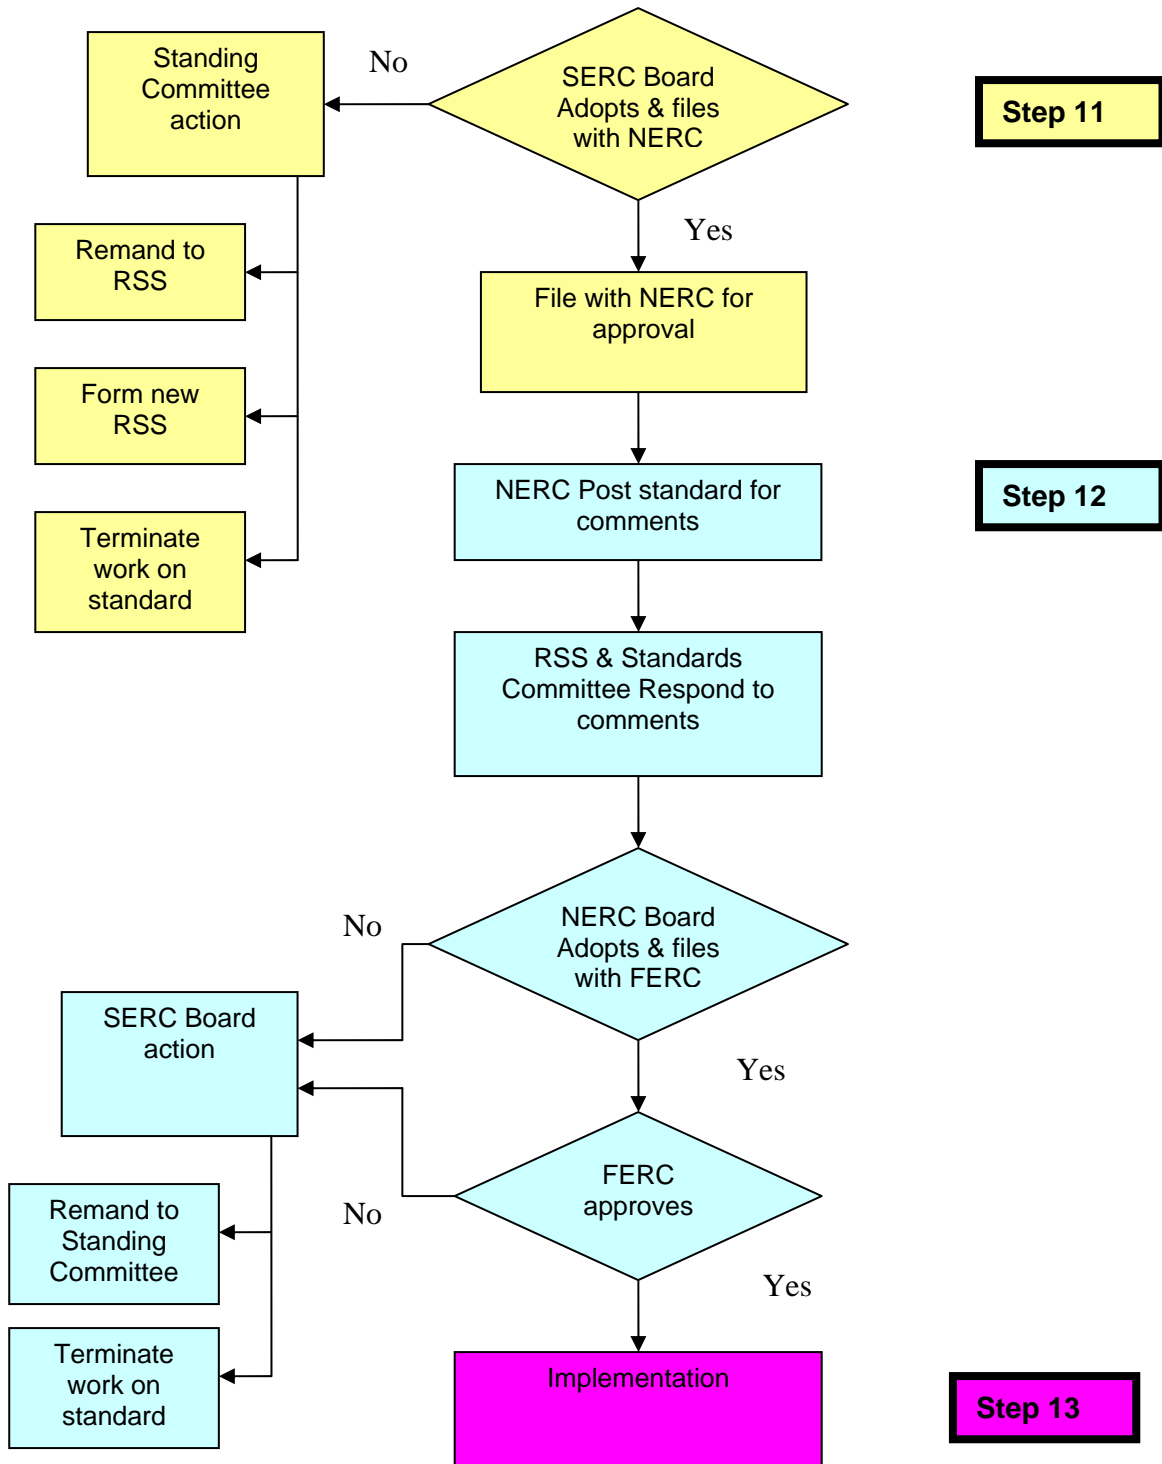 Standing
Committee
action
No
SERC Board
Adopts & files
with NERC
Step 11
Yes
Remand to
RSS
File with NERC for
approval
Form new
RSS
NERC Post standard for
comments
Step 12
Terminate
work on
standard
RSS & Standards
Committee Respond to
comments
No
NERC Board
Adopts & files
with FERC
SERC Board
action
Yes
FERC
approves
No
Remand to
Standing
Committee
Yes
Terminate
work on
standard
Implementation
Step 13